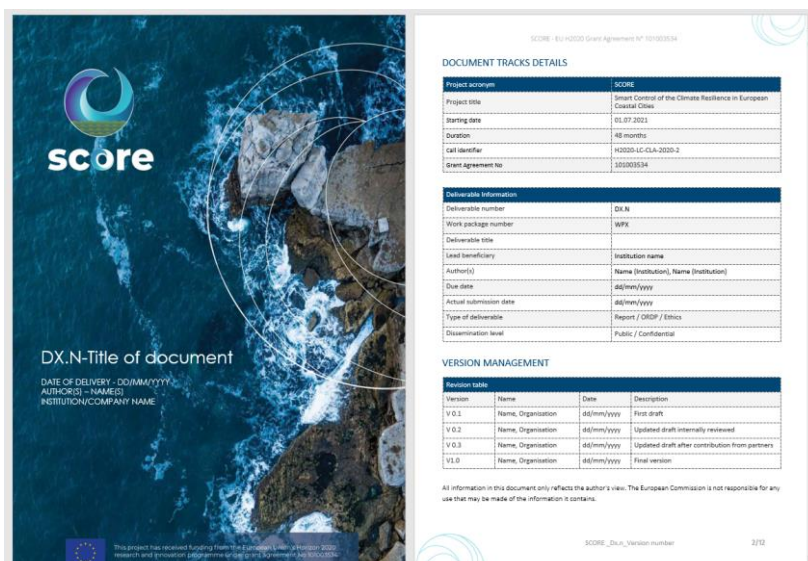 score
DX.N-Title of document
DATE OF DELIVERY - DD/MM/YYYY
AUTHOR(S) – NAME(S)
INSTITUTION/COMPANY NAME
This project has received funding from the European Union's Horizon 2020
research and innovation programme under grant agreement No 101003534
SCORE - EU H2020 Grant Agreement N° 101003534
DOCUMENT TRACKS DETAILS
Project acronym SCORE
Project title Smart Control of the Climate Resilience in European
Coastal Cities
Starting date 01.07.2021
Duration 48 months
Call identifier H2020-LC-CLA-2020-2
Grant Agreement No 101003534
Deliverable Information
Deliverable number DX.N
Work package number WPX
Deliverable title
Lead beneficiary Institution name
Author(s) Name (Institution), Name (Institution)
Due date dd/mm/yyyy
Actual submission date dd/mm/yyyy
Type of deliverable Report / ORDP / Ethics
Dissemination level Public / Confidential
VERSION MANAGEMENT
Revision table
Version Name Date Description
V 0.1 Name, Organisation dd/mm/yyyy First draft
V 0.2 Name, Organisation dd/mm/yyyy Updated draft internally reviewed
V 0.3 Name, Organisation dd/mm/yyyy Updated draft after contribution from partners
V1.0 Name, Organisation dd/mm/yyyy Final version
All information in this document only reflects the author's view. The European Commission is not responsible for any
use that may be made of the information it contains.
SCORE _Dx.n_Version number 2/12